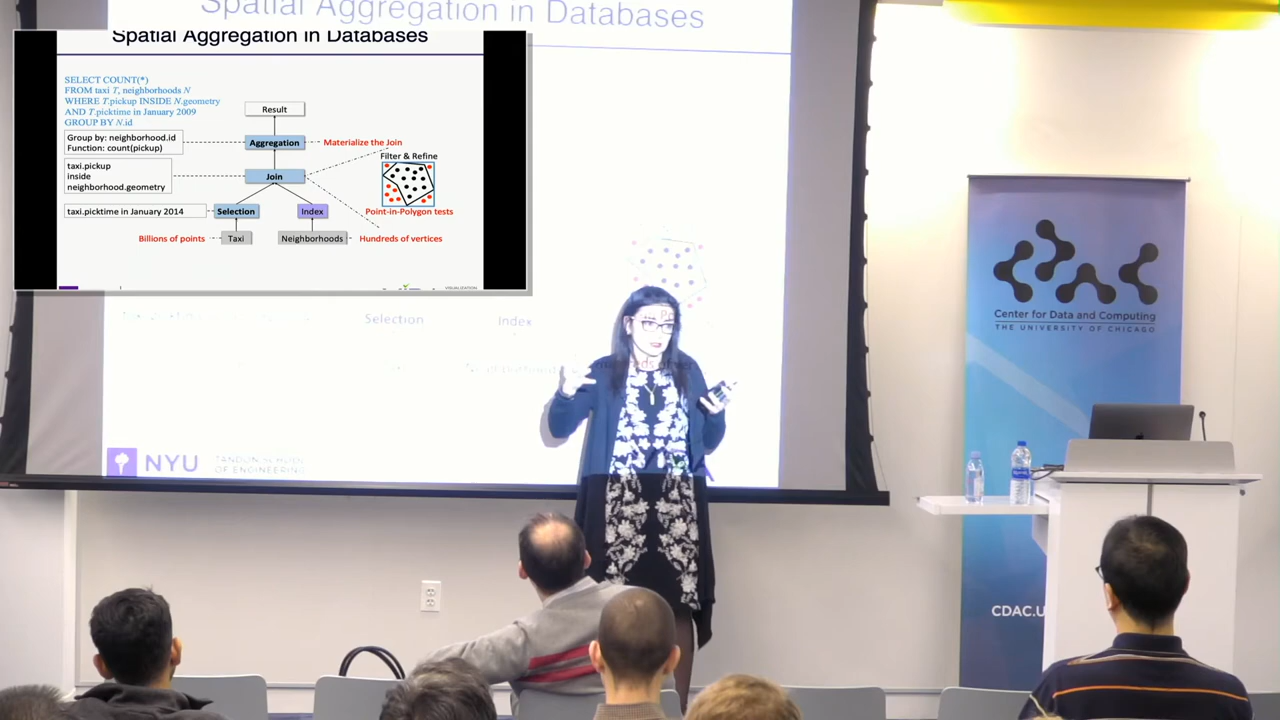 Spatial Aggregation in Databases
Spatial Aggregation in Databases
SELECT COUNT(*)
FROM taxi T, neighborhoods N
WHERE T.pickup INSIDE N.geometry
AND T.picktime in January 2009
GROUP BY N.id
Result
Group by: neighborhood.id
Function: count(pickup)
Aggregation
Materialize the Join
taxi.pickup
inside
neighborhood.geometry
Join
Filter & Refine
Point-in-Polygon tests
taxi.picktime in January 2014
Selection
Index
Billions of points
Taxi
Neighborhoods
Hundreds of vertices
VISUALIZATION
Selection
Index
NYU
TANDON SCHOOL
OF ENGINEERING
Center for Data and Computing
THE UNIVERSITY OF CHICAGO
CDAC.U